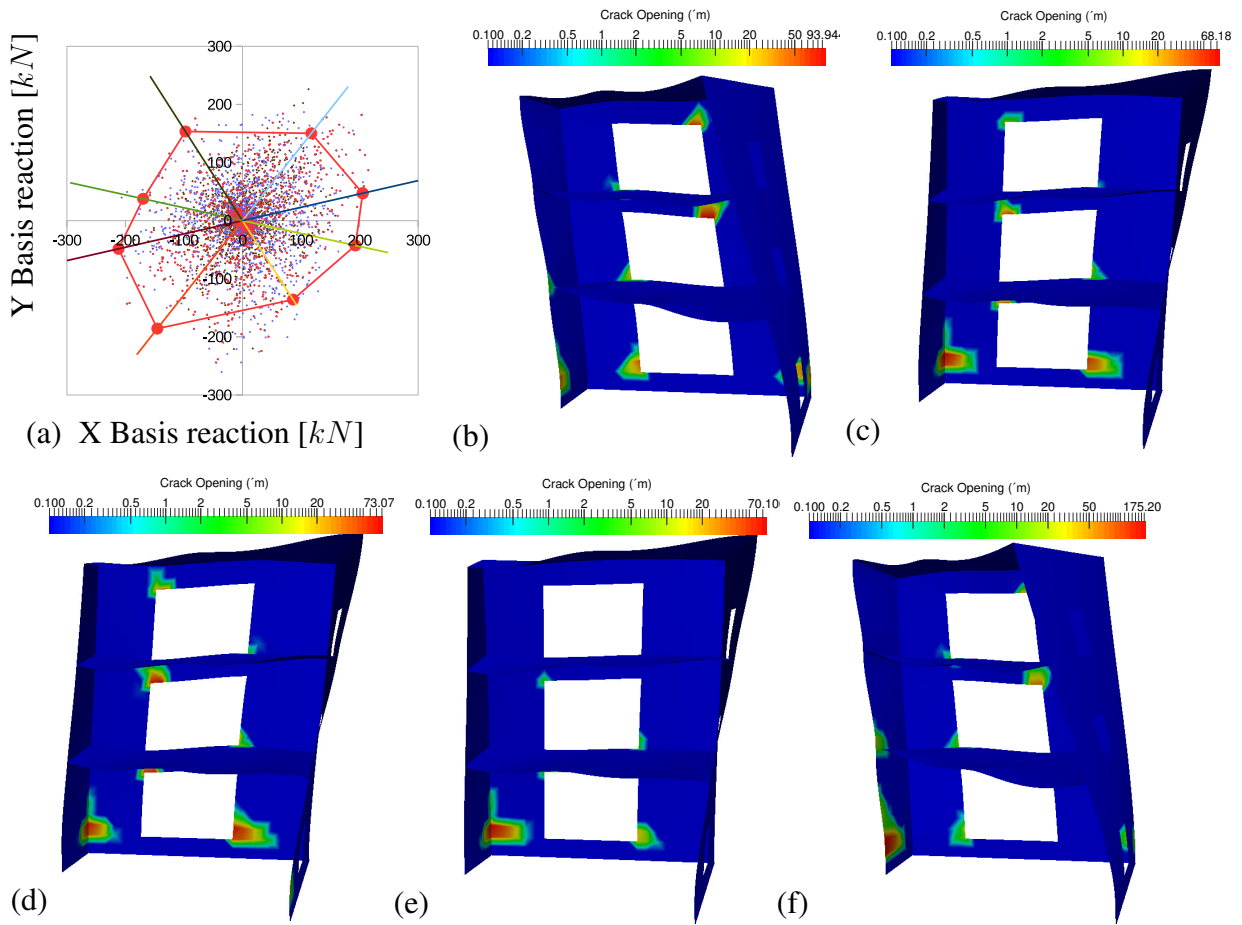 Y Basis reaction [kN]
300
200
100
0
-300 -200 -100 0 100 200 300
-100
-200
-300
(a) X Basis reaction [kN]
Crack Opening (´m)
0.100 0.2 0.5 1 2 5 10 20 50 93.944
(b)
Crack Opening (´m)
0.100 0.2 0.5 1 2 5 10 20 68.18
(c)
Crack Opening (´m)
0.100 0.2 0.5 1 2 5 10 20 73.07
(d)
Crack Opening (´m)
0.100 0.2 0.5 1 2 5 10 20 70.10
(e)
Crack Opening (´m)
0.100 0.2 0.5 1 2 5 10 20 50 175.20
(f)